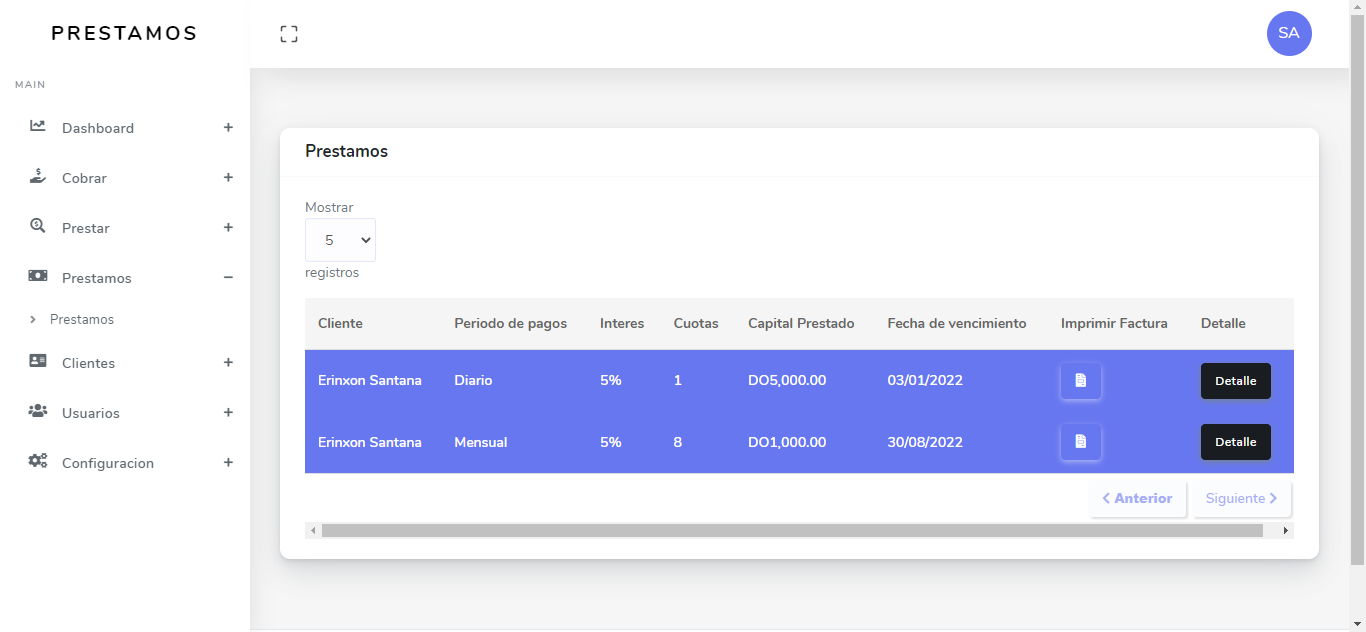 PRESTAMOS
SA
MAIN
Dashboard
Cobrar
Prestar
Prestamos
Prestamos
Clientes
Usuarios
Configuracion
Prestamos
Mostrar
5
registros
Cliente Periodo de pagos Interes Cuotas Capital Prestado Fecha de vencimiento Imprimir Factura Detalle
Erinxon Santana Diario 5% 1 DO5,000.00 03/01/2022 Detalle
Erinxon Santana Mensual 5% 8 DO1,000.00 30/08/2022 Detalle
Anterior Siguiente